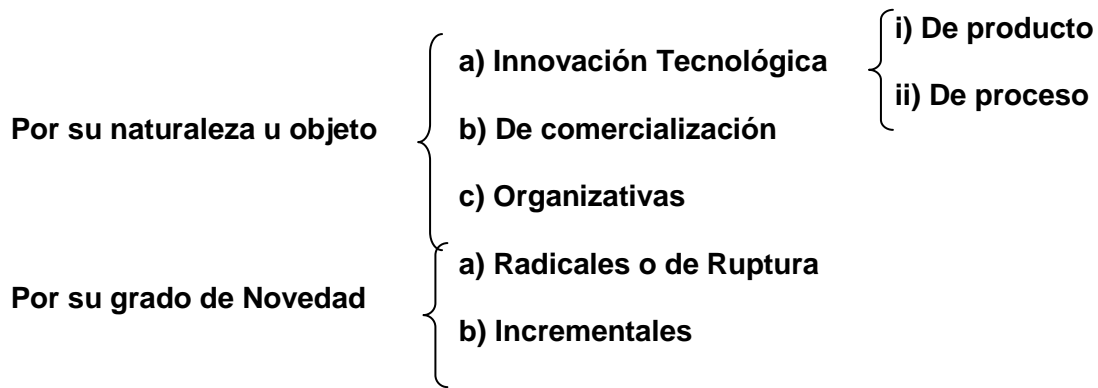 i) De producto
a) Innovación Tecnológica
ii) De proceso
Por su naturaleza u objeto
b) De comercialización
c) Organizativas
a) Radicales o de Ruptura
Por su grado de Novedad
b) Incrementales